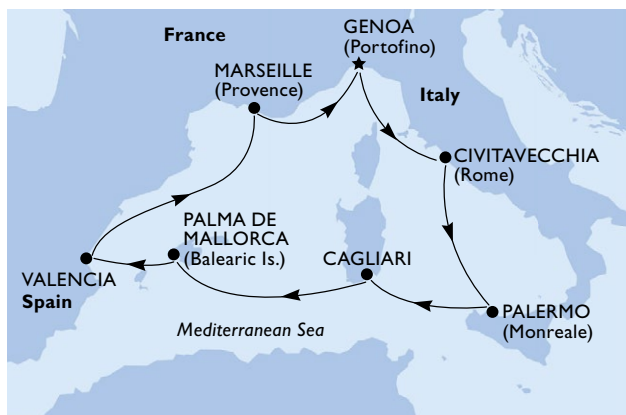 France
GENOA
(Portofino)
MARSEILLE
(Provence)
Italy
CIVITAVECCHIA
(Rome)
PALMA DE
MALLORCA
(Balearic Is.)
CAGLIARI
VALENCIA
Spain
PALERMO
(Monreale)
Mediterranean Sea